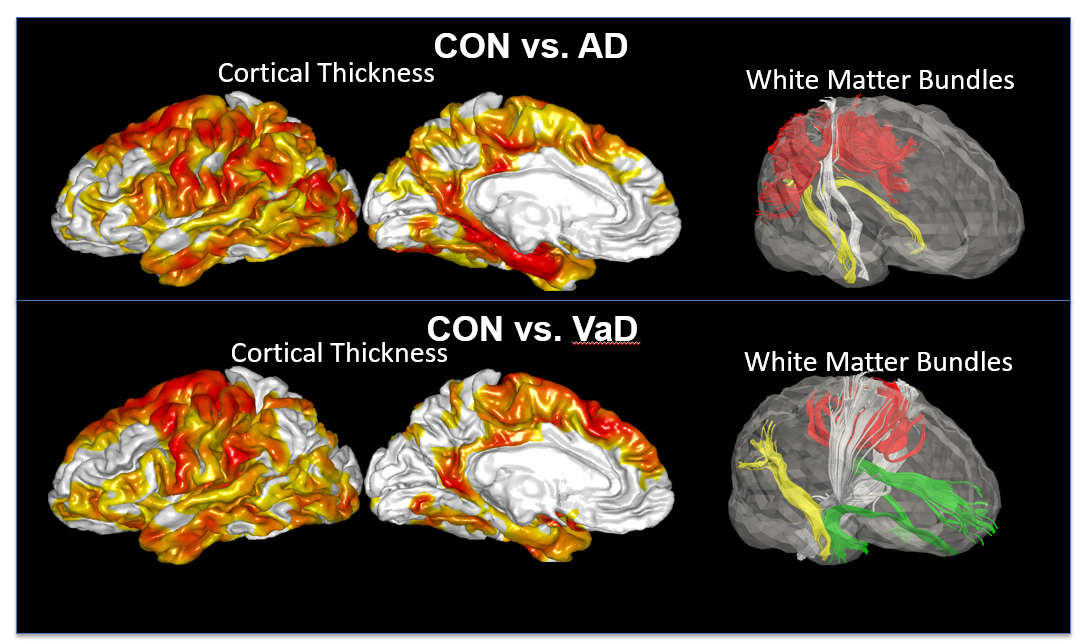 CON vs. AD
Cortical Thickness
White Matter Bundles
CON vs. VaD
Cortical Thickness
White Matter Bundles